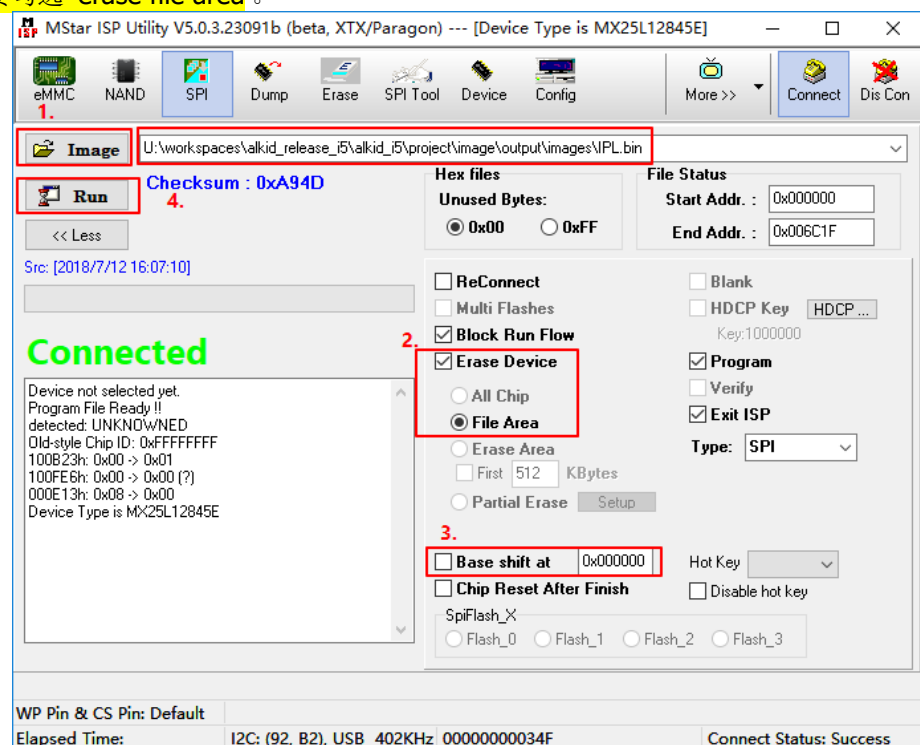 勾选"erase file area"。
MStar ISP Utility V5.0.3.23091b (beta, XTX/Paragon) --- [Device Type is MX25L12845E]
eMMC NAND SPI Dump Erase SPI Tool Device Config More >> Connect Dis Con
1.
Image U:\workspaces\alkid_release_i5\alkid_i5\project\image\output\images\IPL.bin
Run
Checksum : 0xA94D
4.
Hex files
Unused Bytes:
0x00 0xFF
File Status
Start Addr. : 0x000000
End Addr. : 0x006C1F
<< Less
Src: [2018/7/12 16:07:10]
Connected
Device not selected yet.
Program File Ready !!
detected: UNKNOWNED
Old-style Chip ID: 0xFFFFFFFF
100B23h: 0x00 -> 0x01
100FE6h: 0x00 -> 0x00 (?)
000E13h: 0x08 -> 0x00
Device Type is MX25L12845E
ReConnect Blank
Multi Flashes HDCP Key HDCP ...
2. Block Run Flow Key:1000000
Erase Device Program
All Chip Verify
File Area Exit ISP
Erase Area Type: SPI
First 512 KBytes
Partial Erase Setup
3.
Base shift at 0x000000 Hot Key
Chip Reset After Finish Disable hot key
SpiFlash_X
Flash_0 Flash_1 Flash_2 Flash_3
WP Pin & CS Pin: Default
Elapsed Time: I2C: (92, B2), USB 402KHz 00000000034F Connect Status: Success